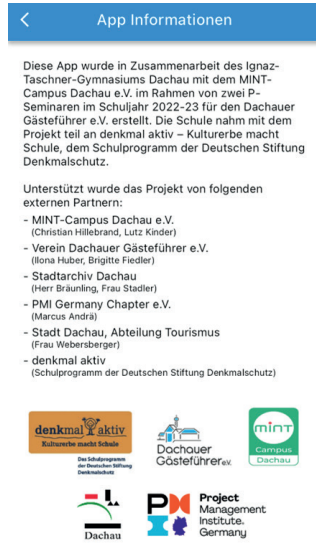 App Informationen
Diese App wurde in Zusammenarbeit des Ignaz-
Taschner-Gymnasiums Dachau mit dem MINT-
Campus Dachau e.V. im Rahmen von zwei P-
Seminaren im Schuljahr 2022-23 für den Dachauer
Gästeführer e.V. erstellt. Die Schule nahm mit dem
Projekt teil an denkmal aktiv – Kulturerbe macht
Schule, dem Schulprogramm der Deutschen Stiftung
Denkmalschutz.
Unterstützt wurde das Projekt von folgenden
externen Partnern:
- MINT-Campus Dachau e.V.
(Christian Hillebrand, Lutz Kinder)
- Verein Dachauer Gästeführer e.V.
(Ilona Huber, Brigitte Fiedler)
- Stadtarchiv Dachau
(Herr Bräunling, Frau Stadler)
- PMI Germany Chapter e.V.
(Marcus Andrä)
- Stadt Dachau, Abteilung Tourismus
(Frau Webersberger)
- denkmal aktiv
(Schulprogramm der Deutschen Stiftung Denkmalschutz)
denkmal aktiv
Kulturerbe macht Schule
Das Schulprogramm
der Deutschen Stiftung
Denkmalschutz
Dachauer
Gästeführer e.V.
mint
Campus
Dachau
Dachau
Project
Management
Institute.
Germany